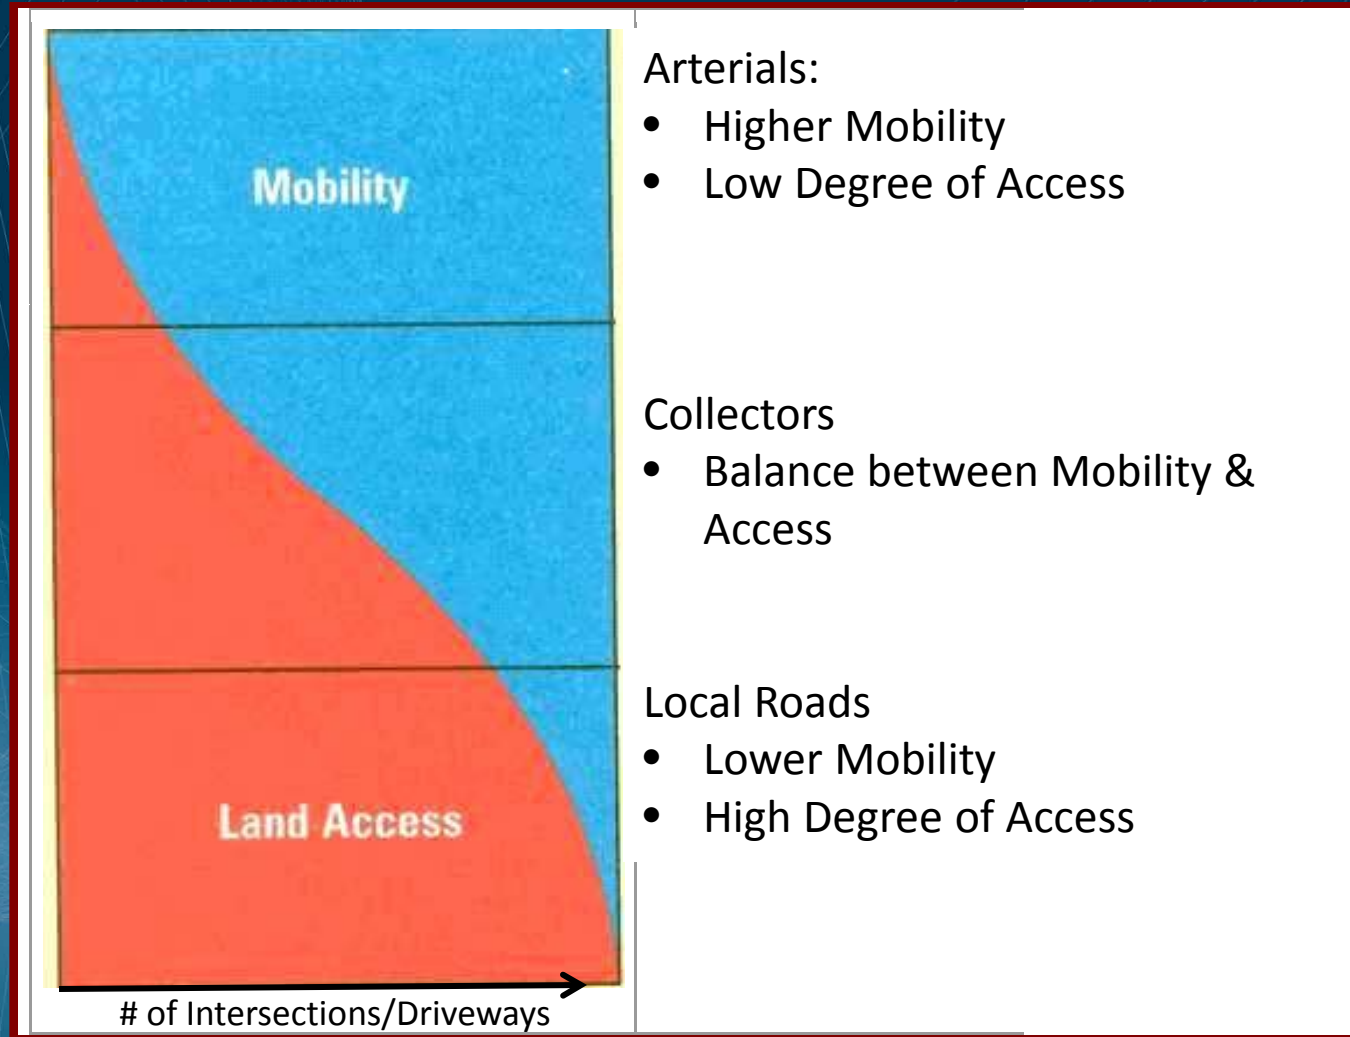 Mobility
Land Access
# of Intersections/Driveways
Arterials:
• Higher Mobility
• Low Degree of Access
Collectors
• Balance between Mobility &
Access
Local Roads
• Lower Mobility
• High Degree of Access